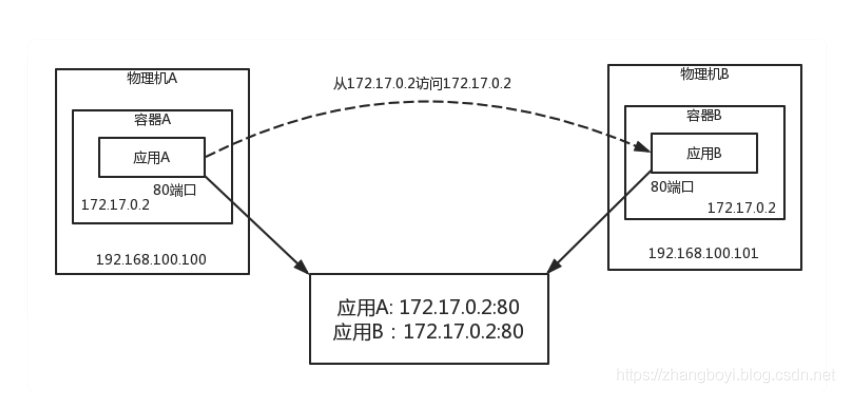 物理机A
容器A
应用A
80端口
172.17.0.2
192.168.100.100
从172.17.0.2访问172.17.0.2
物理机B
容器B
应用B
80端口
172.17.0.2
192.168.100.101
应用A: 172.17.0.2:80
应用B：172.17.0.2:80
https://zhangboyi.blog.csdn.net